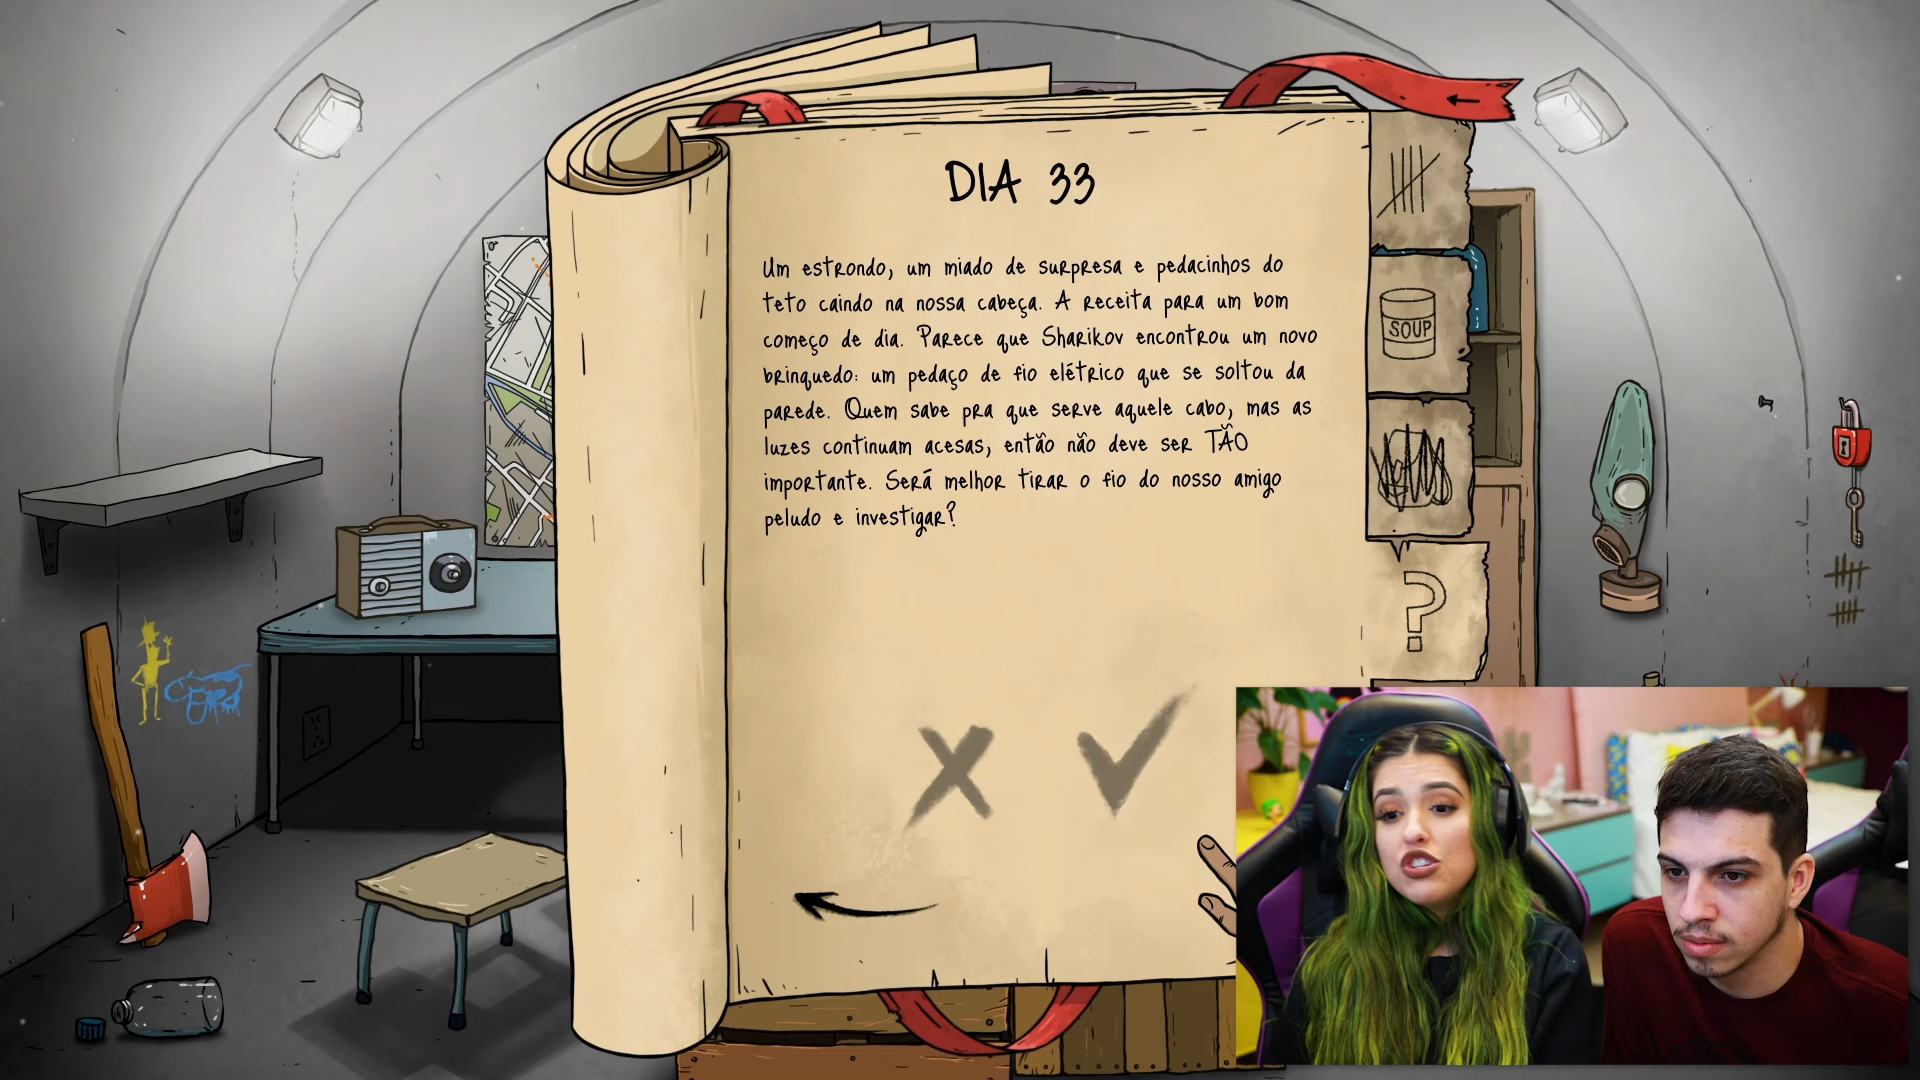 DIA 33
Um estrondo, um miado de surpresa e pedacinhos do
teto caindo na nossa cabeça. A receita para um bom
começo de dia. Parece que Sharikov encontrou um novo
brinquedo: um pedaço de fio elétrico que se soltou da
parede. Quem sabe pra que serve aquele cabo, mas as
luzes continuam acesas, então não deve ser TÃO
importante. Será melhor tirar o fio do nosso amigo
peludo e investigar?
SOUP
?